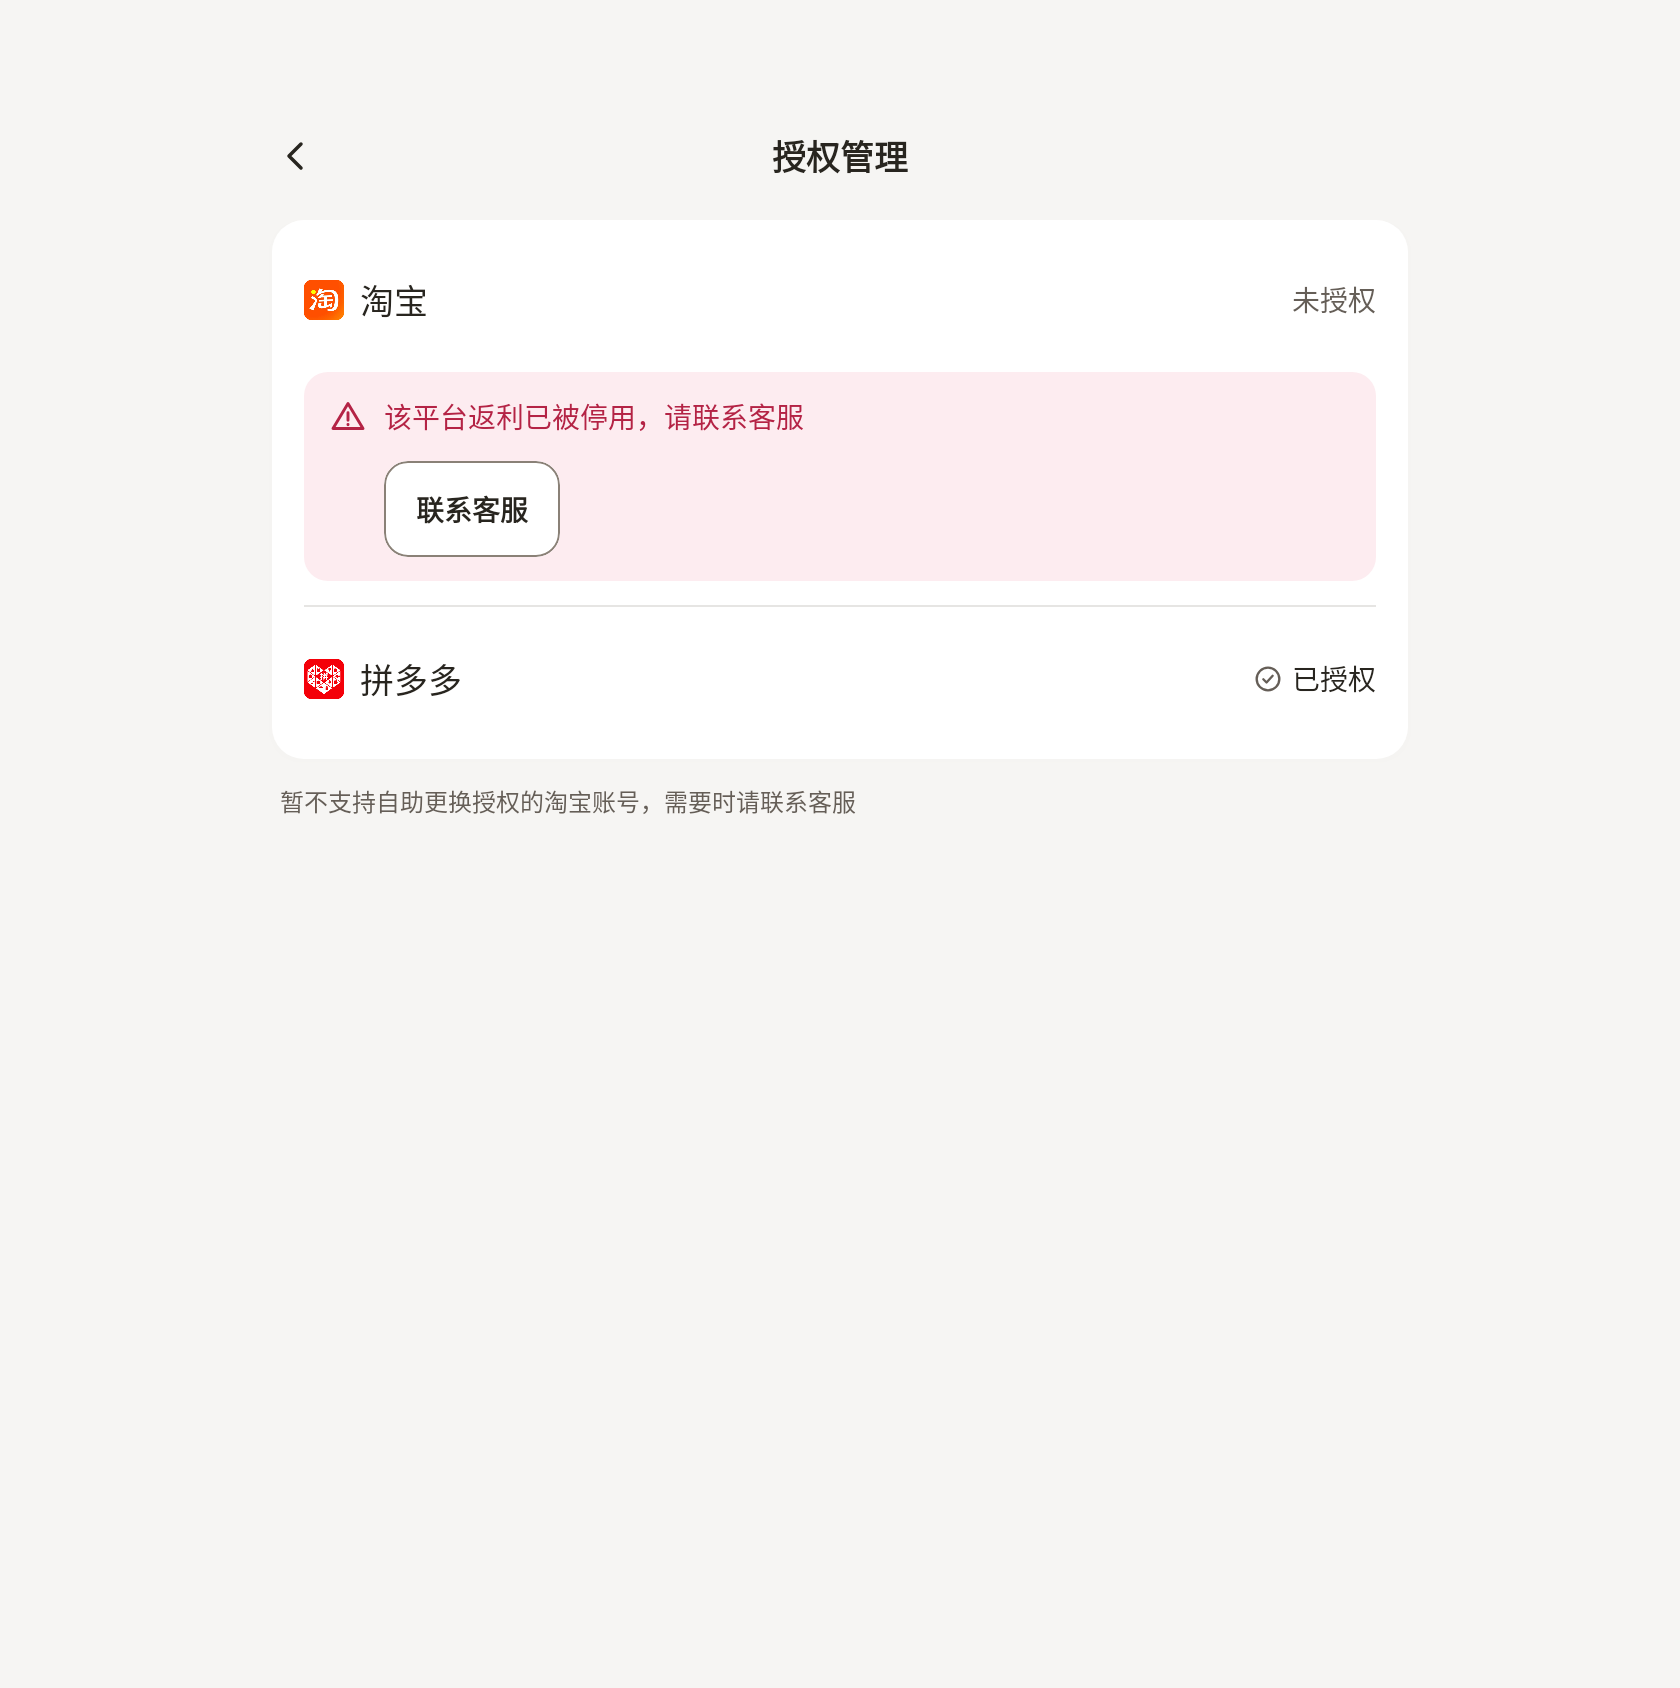 授权管理
淘
淘宝
未授权
该平台返利已被停用，请联系客服
联系客服
拼多多
已授权
暂不支持自助更换授权的淘宝账号，需要时请联系客服